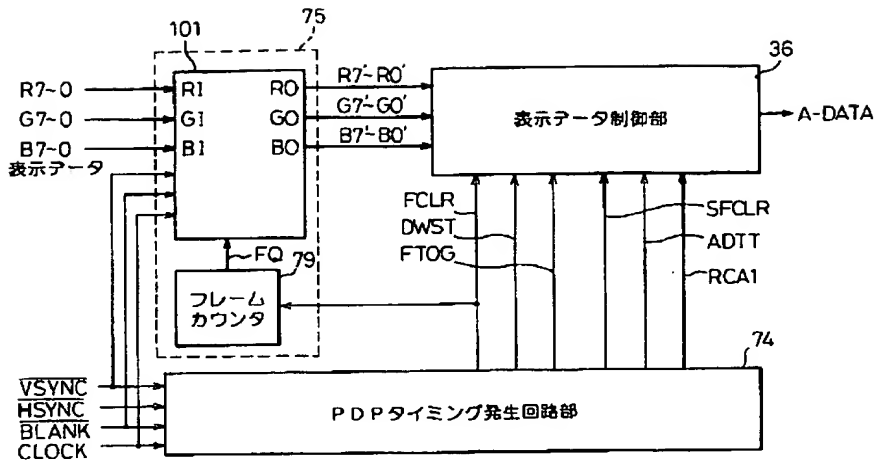 75
101
36
R7~0
RI
RO
R7'~RO'
G7~0
GI
GO
G7'~GO'
表示データ制御部
A-DATA
B7~0
BI
BO
B7'~BO'
表示データ
FCLR
SFCLR
DWST
ADTT
FQ
79
FTOG
RCA1
フレーム
カウンタ
74
VSYNC
HSYNC
BLANK
CLOCK
PDPタイミング発生回路部